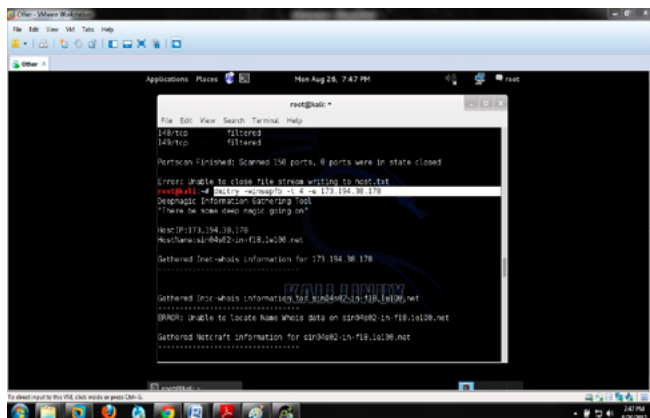 Other - VMware Workstation
File Edit View VM Tabs Help
Other
Applications Places Mon Aug 26, 7:47 PM root
root@kali: ~
File Edit View Search Terminal Help
148/tcp filtered
149/tcp filtered
Portscan Finished: Scanned 150 ports, 0 ports were in state closed
Error: Unable to close file stream writing to host.txt
root@kali:~# dmitry -winsepfb -t 4 -o 173.194.38.178
Deepmagic Information Gathering Tool
"There be some deep magic going on"
HostIP:173.194.38.178
HostName:sin04s02-in-f18.1e100.net
Gathered Inet-whois information for 173.194.38.178
---------------------------------
Gathered Inic-whois information for sin04s02-in-f18.1e100.net
---------------------------------
ERROR: Unable to locate Name Whois data on sin04s02-in-f18.1e100.net
Gathered Netcraft information for sin04s02-in-f18.1e100.net
---------------------------------
KALI LINUX
root@kali: ~
To direct input to this VM, click inside or press Ctrl+G.
7:47 PM